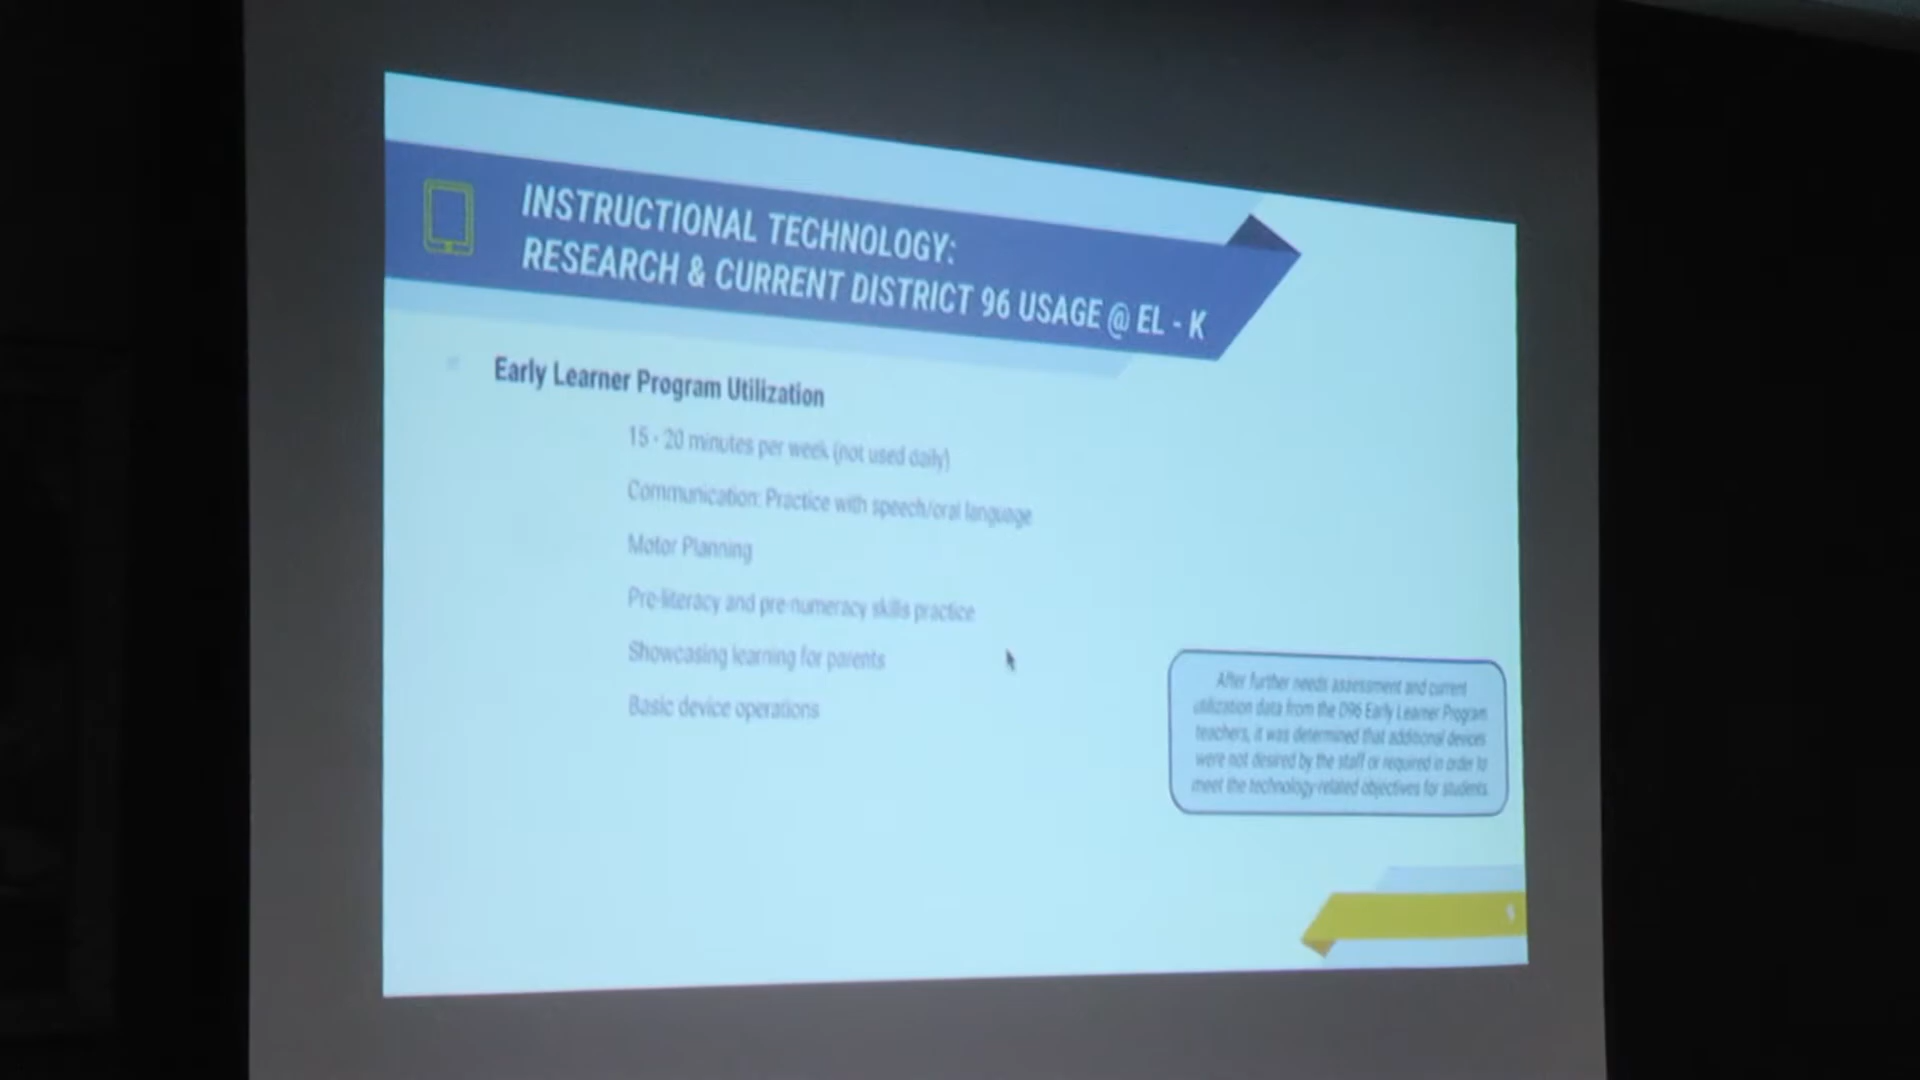 INSTRUCTIONAL TECHNOLOGY:
RESEARCH & CURRENT DISTRICT 96 USAGE @ EL - K
Early Learner Program Utilization
15 - 20 minutes per week (not used daily)
Communication: Practice with speech/oral language
Motor Planning
Pre-literacy and pre-numeracy skills practice
Showcasing learning for parents
Basic device operations
After further needs assessment and current
utilization data from the D96 Early Learner Program
teachers, it was determined that additional devices
were not desired by the staff or required in order to
meet the technology-related objectives for students.